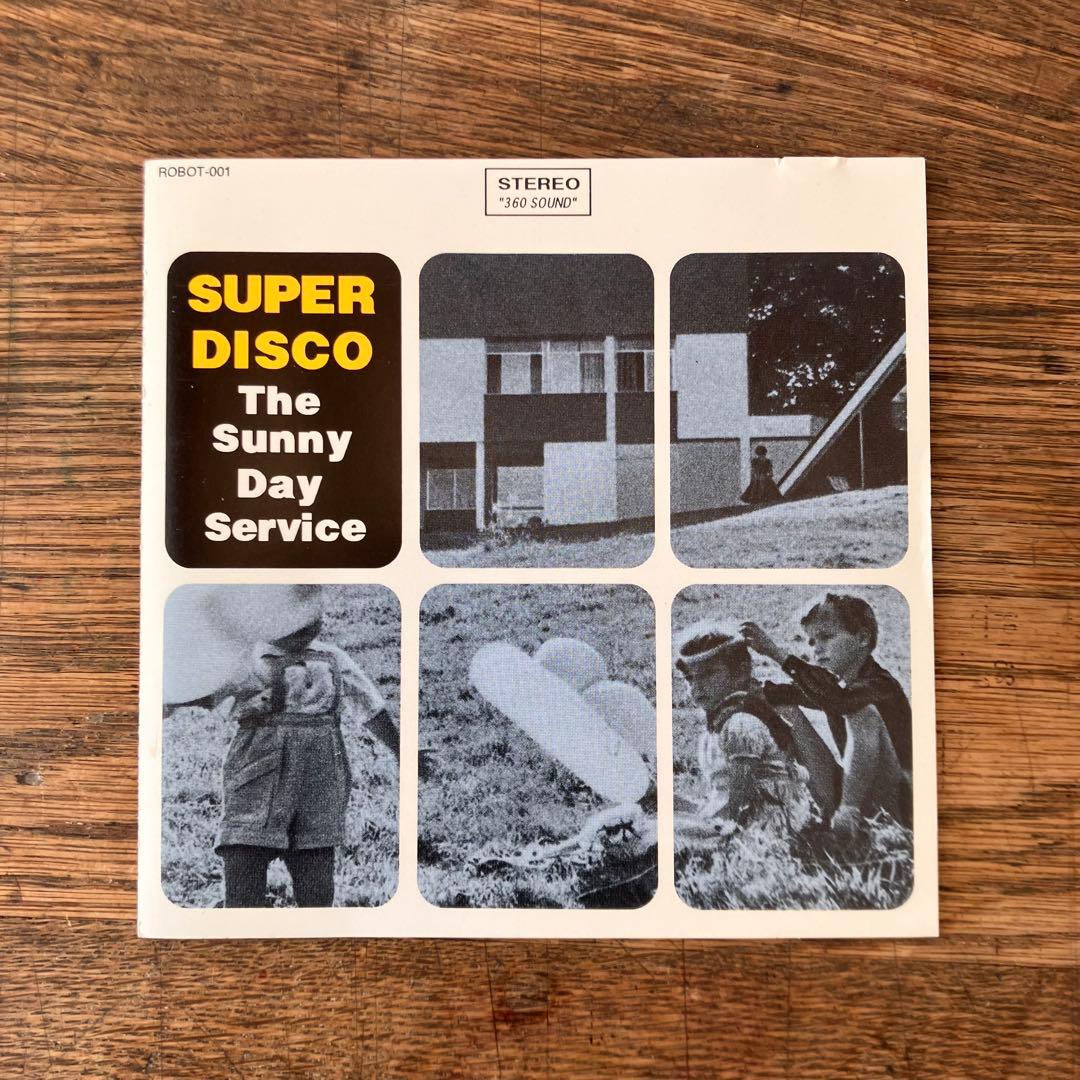 ROBOT-001
STEREO
"360 SOUND"
SUPER
DISCO
The
Sunny
Day
Service